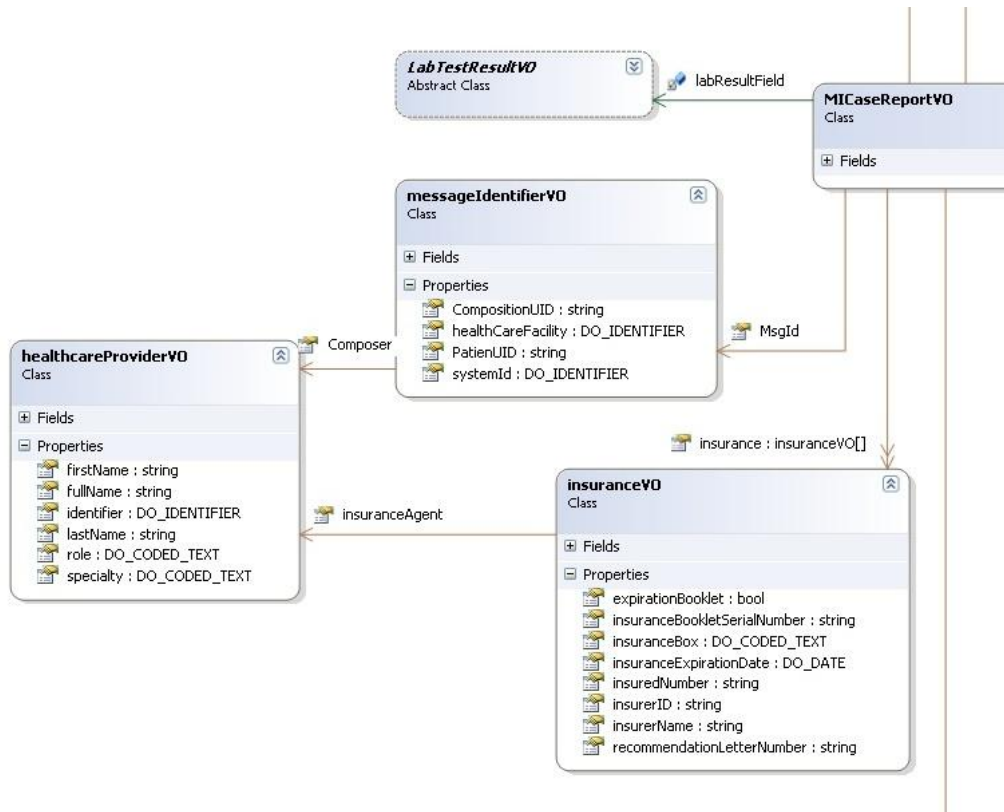 LabTestResultVO
Abstract Class
labResultField
MICaseReportVO
Class
Fields
messageIdentifierVO
Class
Fields
Properties
CompositionUID : string
healthCareFacility : DO_IDENTIFIER
PatienUID : string
systemId : DO_IDENTIFIER
MsgId
Composer
healthcareProviderVO
Class
Fields
Properties
firstName : string
fullName : string
identifier : DO_IDENTIFIER
lastName : string
role : DO_CODED_TEXT
specialty : DO_CODED_TEXT
insurance : insuranceVO[]
insuranceAgent
insuranceVO
Class
Fields
Properties
expirationBooklet : bool
insuranceBookletSerialNumber : string
insuranceBox : DO_CODED_TEXT
insuranceExpirationDate : DO_DATE
insuredNumber : string
insurerID : string
insurerName : string
recommendationLetterNumber : string